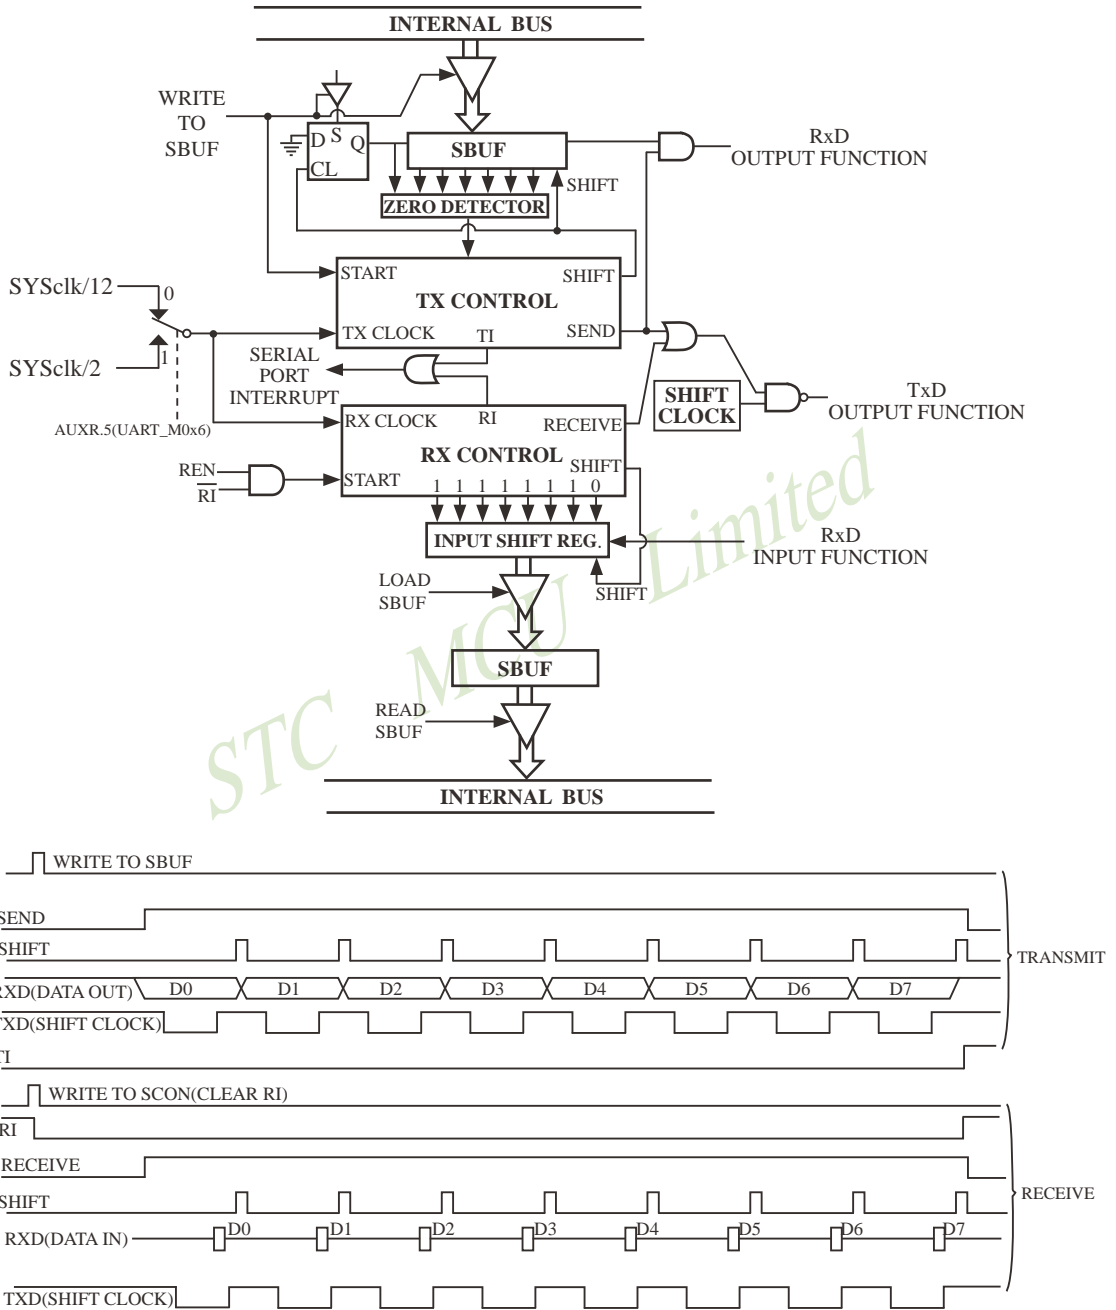 INTERNAL BUS
WRITE
TO
SBUF
D S Q
CL
SBUF
RxD
OUTPUT FUNCTION
SHIFT
ZERO DETECTOR
START
SHIFT
TX CONTROL
SYSclk/12
0
TX CLOCK
TI
SEND
SYSclk/2
1
SERIAL
PORT
INTERRUPT
SHIFT
CLOCK
TxD
OUTPUT FUNCTION
AUXR.5(UART_M0x6)
RX CLOCK
RI
RECEIVE
RX CONTROL
SHIFT
REN
RI
START
1 1 1 1 1 1 1 0
INPUT SHIFT REG.
RxD
INPUT FUNCTION
LOAD
SBUF
SHIFT
SBUF
READ
SBUF
INTERNAL BUS
STC MCU Limited
WRITE TO SBUF
SEND
SHIFT
RXD(DATA OUT) D0 D1 D2 D3 D4 D5 D6 D7
TXD(SHIFT CLOCK)
TI
TRANSMIT
WRITE TO SCON(CLEAR RI)
RI
RECEIVE
SHIFT
RECEIVE
RXD(DATA IN) D0 D1 D2 D3 D4 D5 D6 D7
TXD(SHIFT CLOCK)